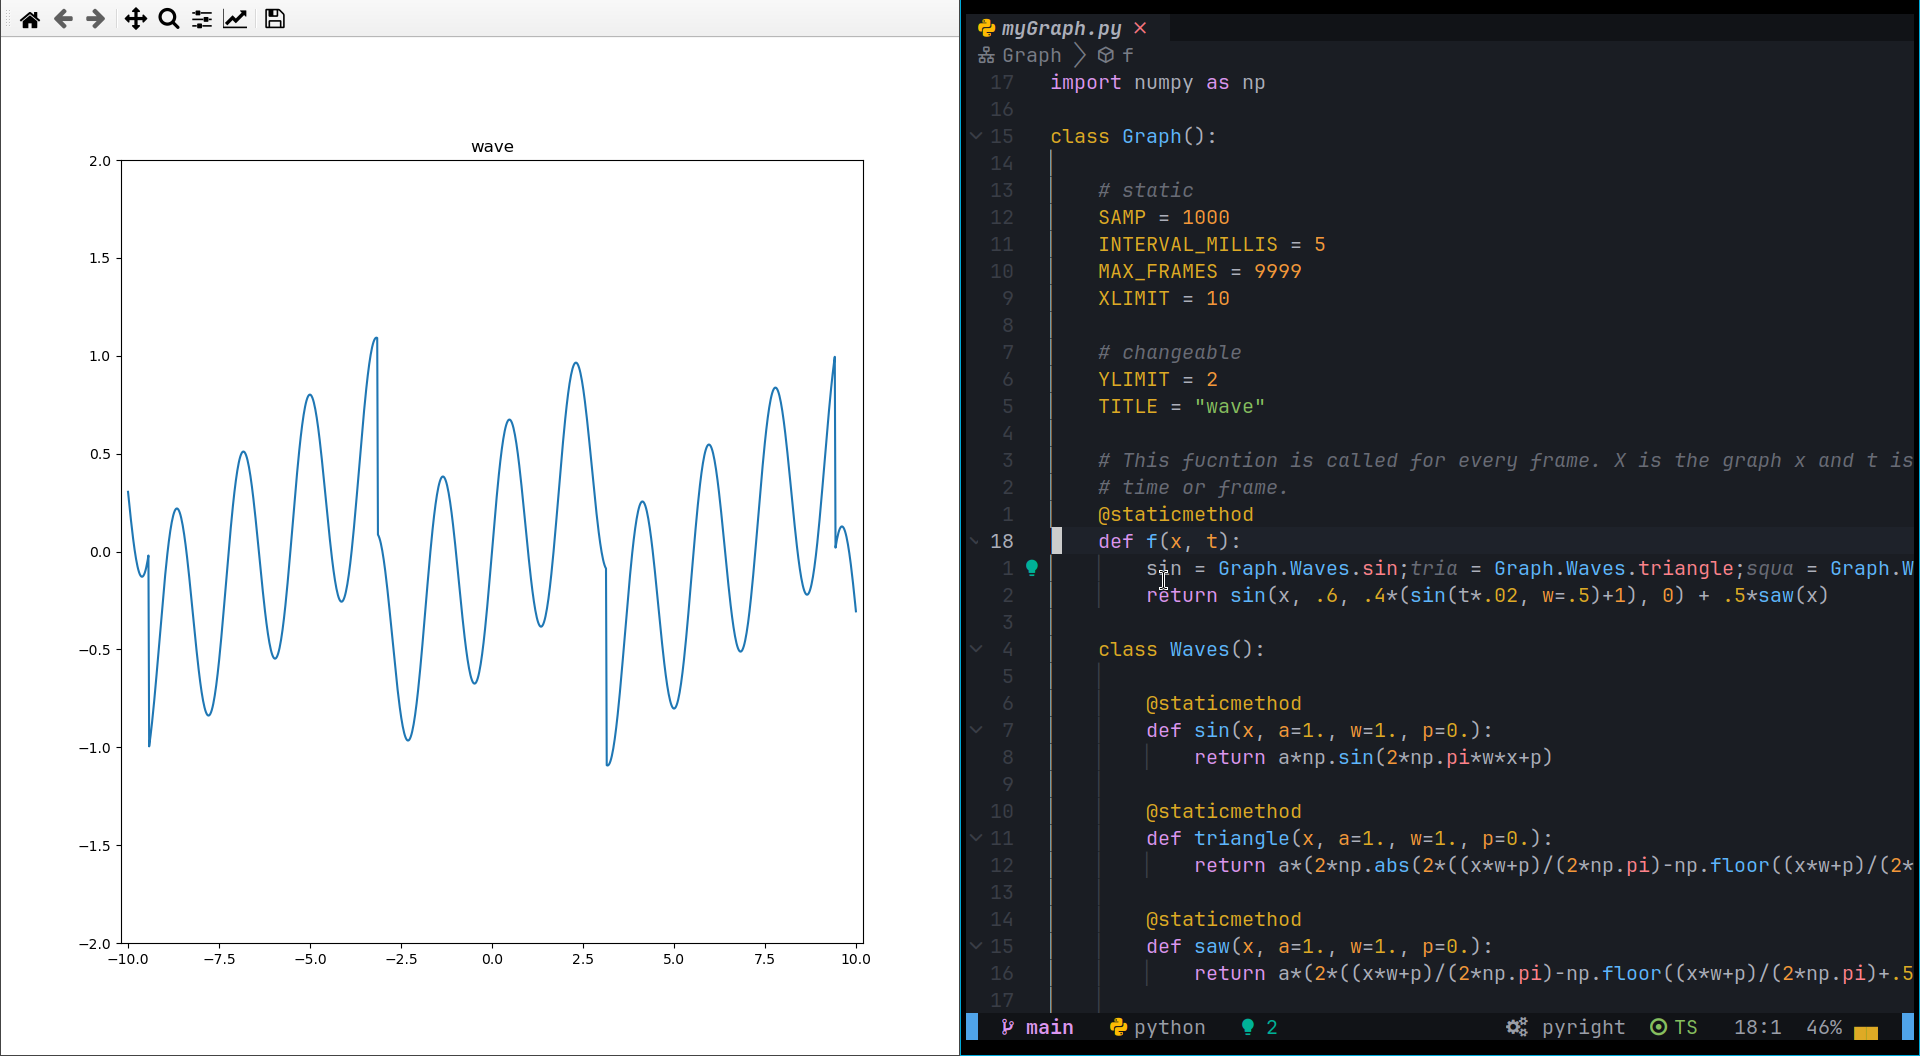 wave
2.0
1.5
1.0
0.5
0.0
−0.5
−1.0
−1.5
−2.0
−10.0 −7.5 −5.0 −2.5 0.0 2.5 5.0 7.5 10.0
myGraph.py ×
Graph > f
17 import numpy as np
16
15 class Graph():
14
13 # static
12 SAMP = 1000
11 INTERVAL_MILLIS = 5
10 MAX_FRAMES = 9999
9 XLIMIT = 10
8
7 # changeable
6 YLIMIT = 2
5 TITLE = "wave"
4
3 # This fucntion is called for every frame. X is the graph x and t is
2 # time or frame.
1 @staticmethod
18 def f(x, t):
1 sin = Graph.Waves.sin;tria = Graph.Waves.triangle;squa = Graph.W
2 return sin(x, .6, .4*(sin(t*.02, w=.5)+1), 0) + .5*saw(x)
3
4 class Waves():
5
6 @staticmethod
7 def sin(x, a=1., w=1., p=0.):
8 return a*np.sin(2*np.pi*w*x+p)
9
10 @staticmethod
11 def triangle(x, a=1., w=1., p=0.):
12 return a*(2*np.abs(2*((x*w+p)/(2*np.pi)-np.floor((x*w+p)/(2*
13
14 @staticmethod
15 def saw(x, a=1., w=1., p=0.):
16 return a*(2*((x*w+p)/(2*np.pi)-np.floor((x*w+p)/(2*np.pi)+.5
17
main python 2 pyright TS 18:1 46%